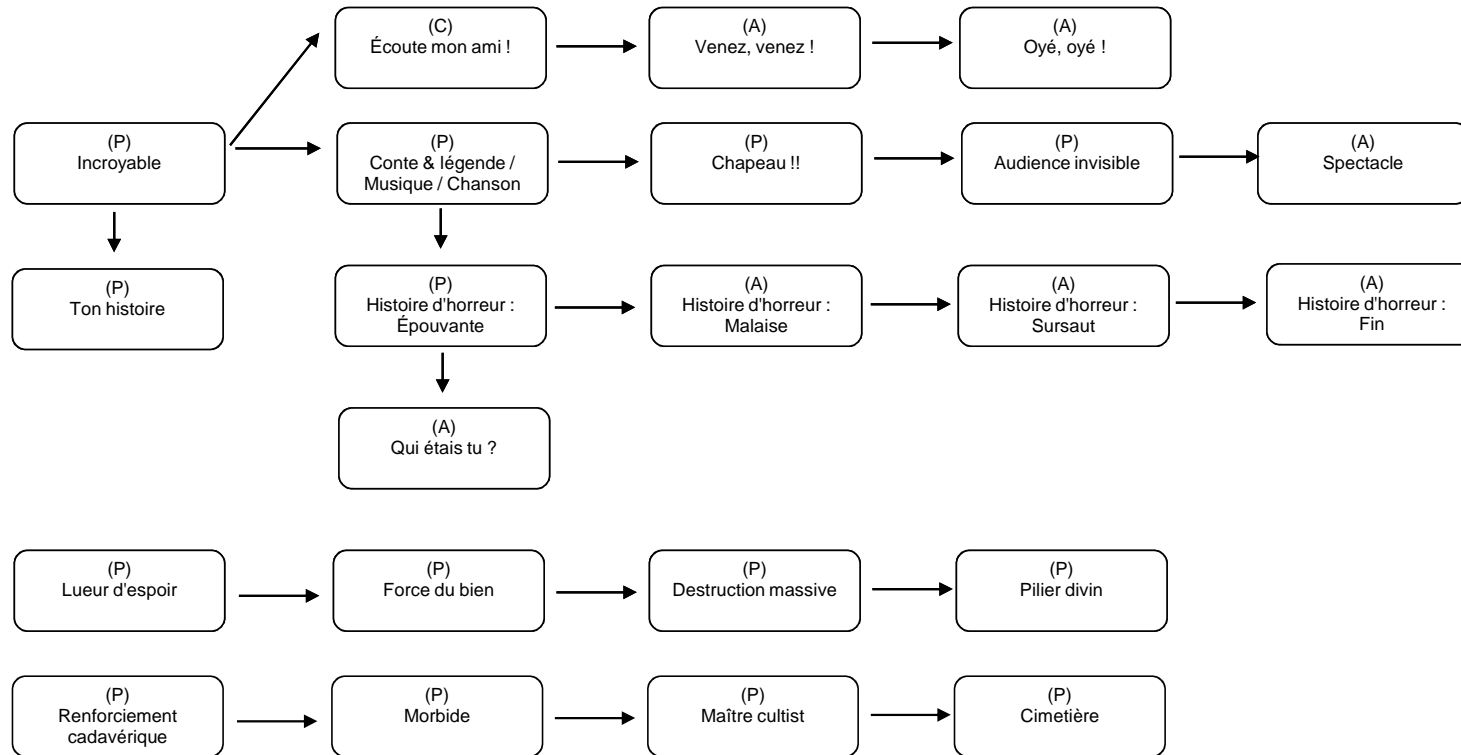 (C)
Écoute mon ami !
(A)
Venez, venez !
(A)
Oyé, oyé !
(P)
Incroyable
(P)
Conte & légende /
Musique / Chanson
(P)
Chapeau !!
(P)
Audience invisible
(A)
Spectacle
(P)
Ton histoire
(P)
Histoire d'horreur :
Épouvante
(A)
Histoire d'horreur :
Malaise
(A)
Histoire d'horreur :
Sursaut
(A)
Histoire d'horreur :
Fin
(A)
Qui étais tu ?
(P)
Lueur d'espoir
(P)
Force du bien
(P)
Destruction massive
(P)
Pilier divin
(P)
Renforciement
cadavérique
(P)
Morbide
(P)
Maître cultist
(P)
Cimetière